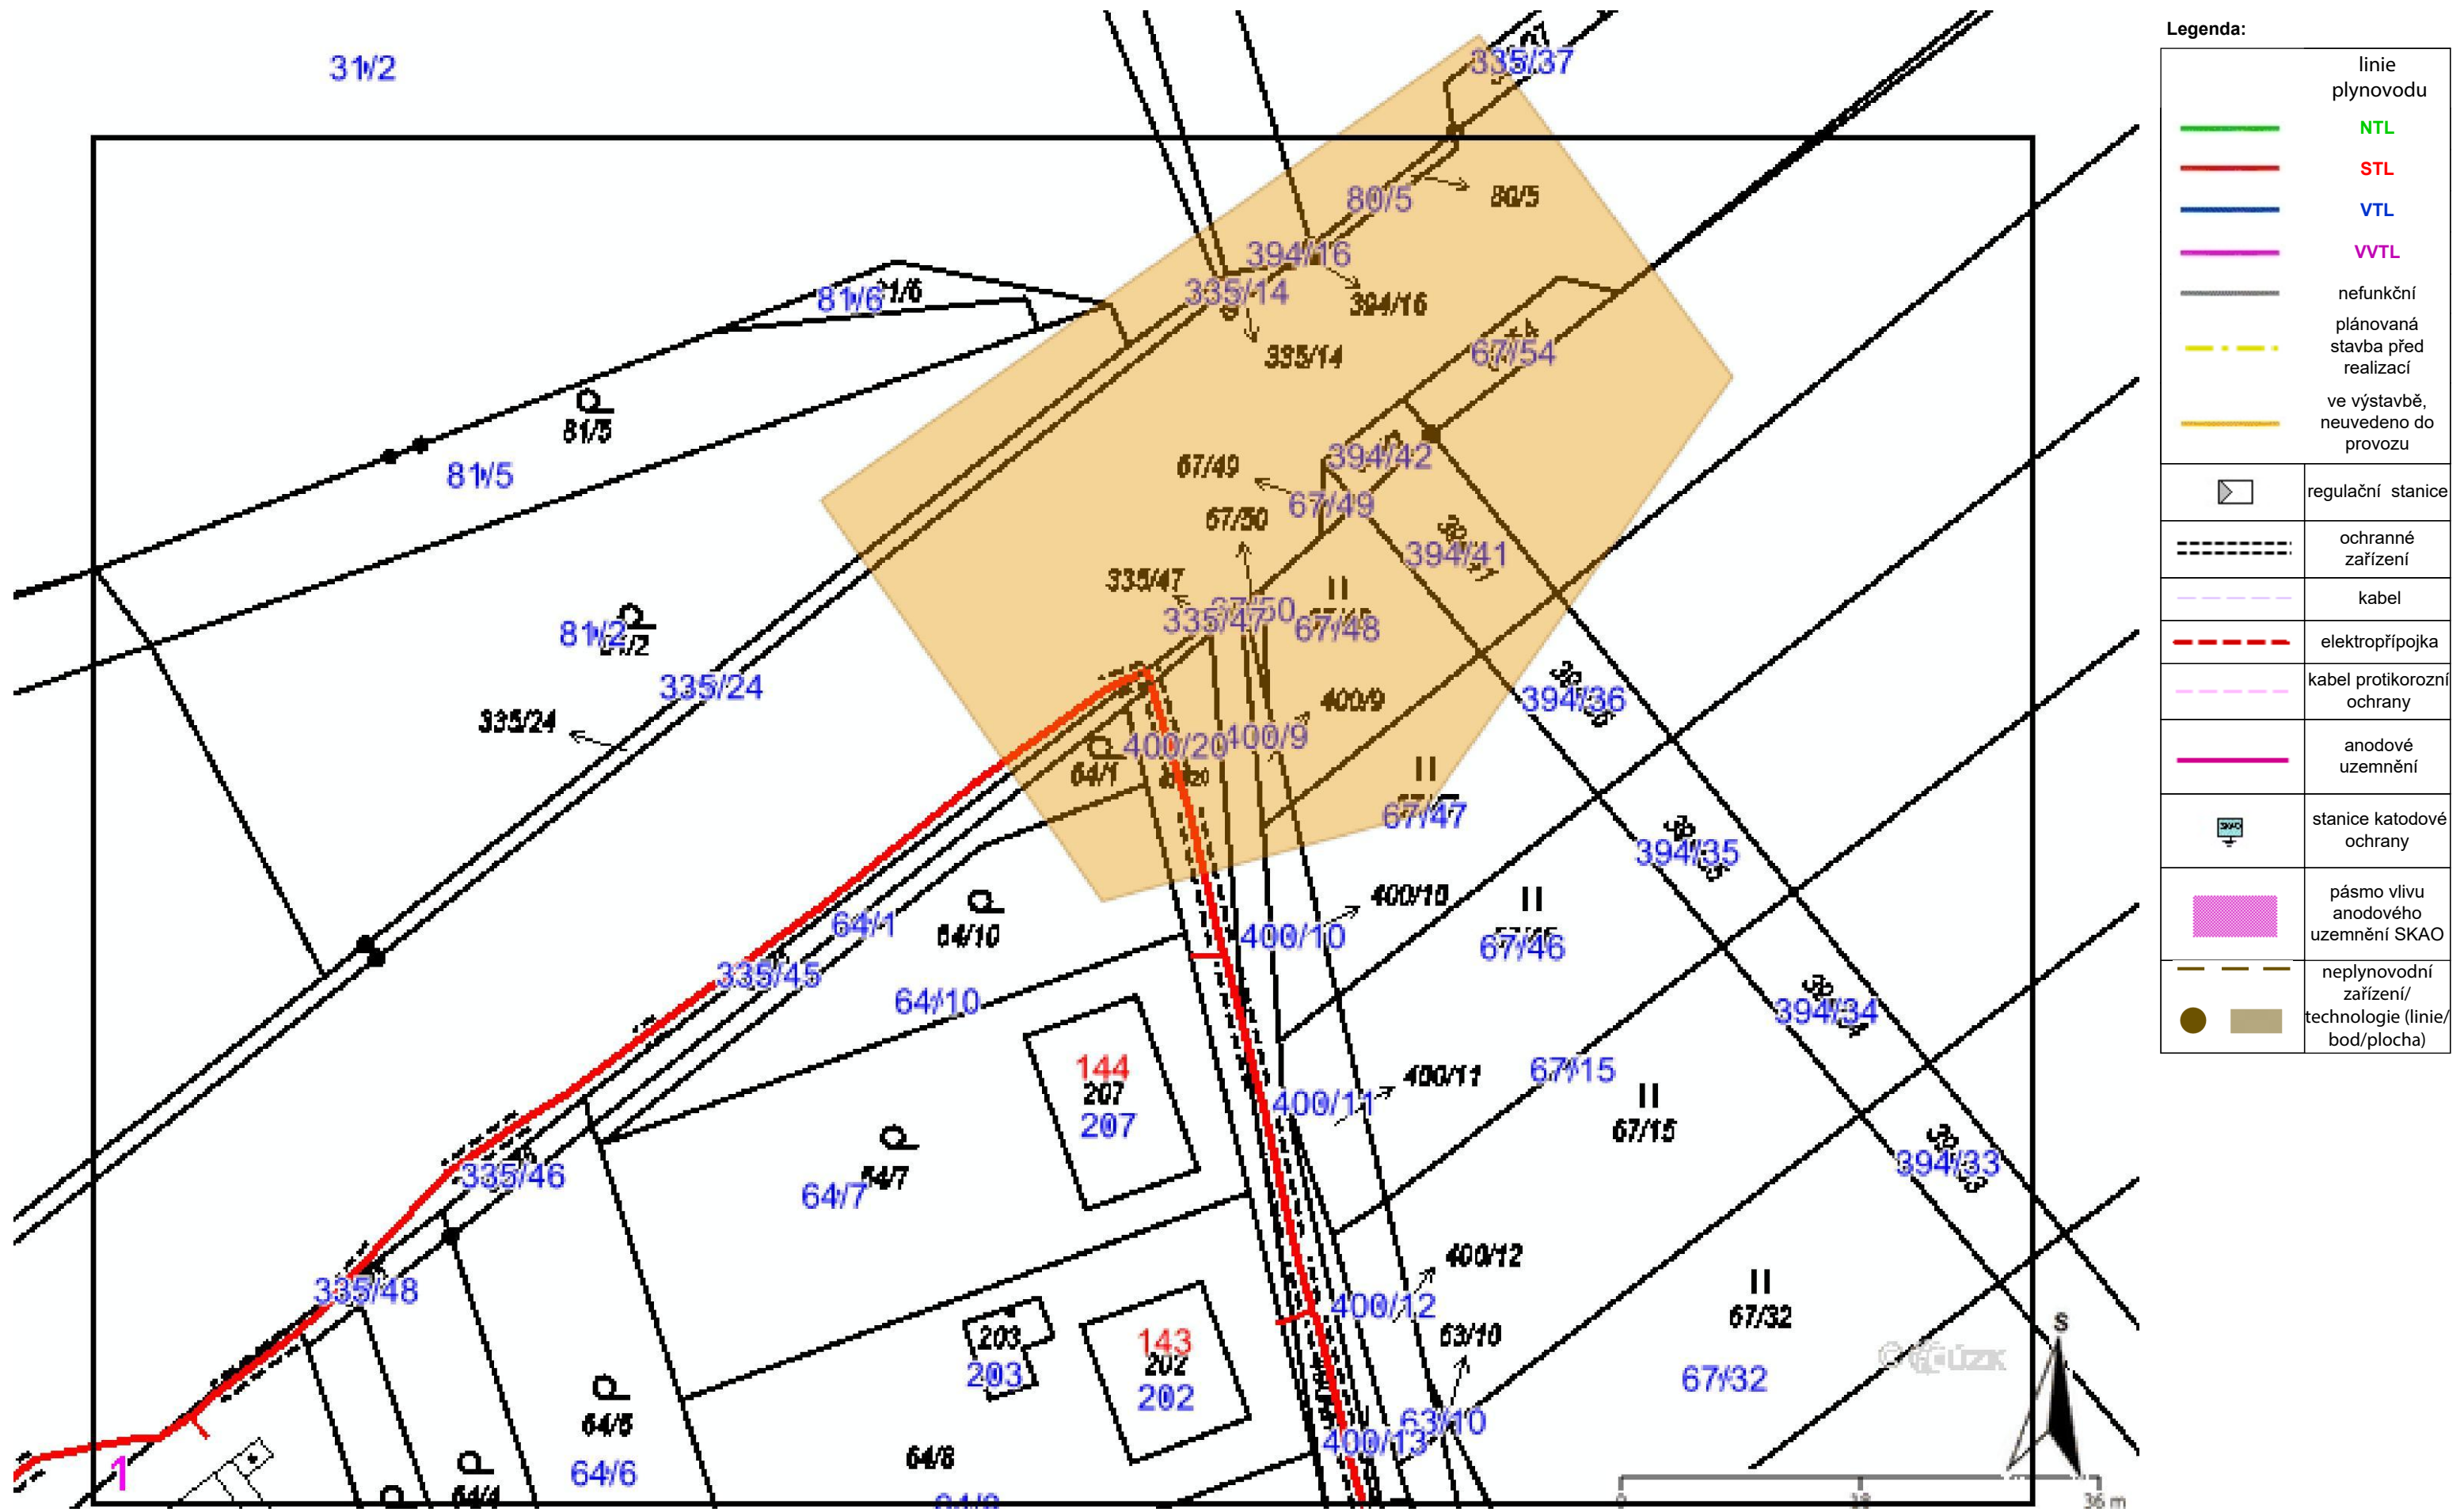 31/2
335/37
80/5
80/5
394/16
335/14
394/16
335/14
81/6
81/5
81/5
67/54
394/42
67/49
67/49
67/50
394/41
335/47
335/47
67/50
67/48
81/2
335/24
335/24
394/36
400/9
400/9
400/20
64/1
67/47
394/35
400/10
400/10
64/1
64/10
64/10
67/46
335/45
394/34
144
207
207
400/11
400/11
67/15
67/15
64/7
64/7
394/33
335/46
335/48
400/12
400/12
203
203
143
202
202
63/10
63/10
67/32
67/32
400/13
64/6
64/6
64/8
64/4
1
S
0
18
36 m
Legenda:
linie
plynovodu
NTL
STL
VTL
VVTL
nefunkční
plánovaná
stavba před
realizací
ve výstavbě,
neuvedeno do
provozu
regulační stanice
ochranné
zařízení
kabel
elektropřípojka
kabel protikorozní
ochrany
anodové
uzemnění
stanice katodové
ochrany
pásmo vlivu
anodového
uzemnění SKAO
neplynovodní
zařízení/
technologie (linie/
bod/plocha)